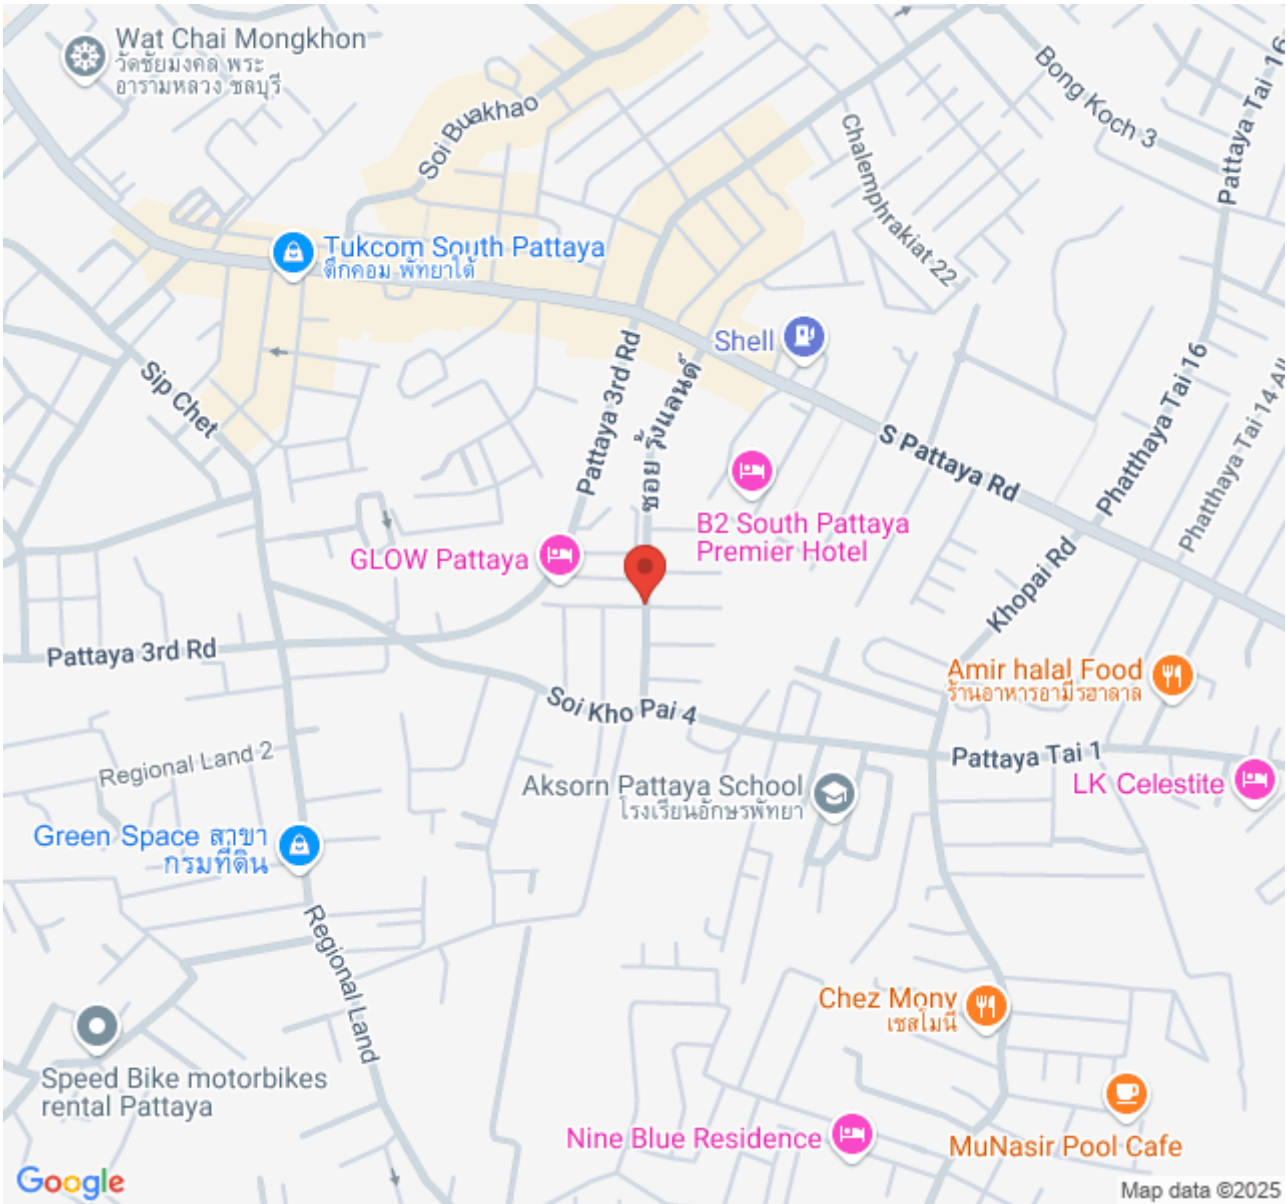 Wat Chai Mongkhon
วัดชัยมงคล พระ
อารามหลวง ชลบุรี
Soi Buakhao
Bong Koch 3
Pattaya Tai 16
Chalemphrakiat 22
Tukcom South Pattaya
ตึกคอม พัทยาใต้
Shell
Sip Chet
Pattaya 3rd Rd
ซอย วุ้งแลนด์
Phatthaya Tai 16
Phatthaya Tai 14 All
S Pattaya Rd
B2 South Pattaya
Premier Hotel
GLOW Pattaya
Khopai Rd
Pattaya 3rd Rd
Amir halal Food
ร้านอาหารอามีรฮาลาล
Soi Kho Pai 4
Pattaya Tai 1
Regional Land 2
Aksorn Pattaya School
โรงเรียนอักษรพัทยา
LK Celestite
Green Space สาขา
กรมที่ดิน
Regional Land
Chez Mony
เชสโมนี
Speed Bike motorbikes
rental Pattaya
Nine Blue Residence
MuNasir Pool Cafe
Google
Map data ©2025